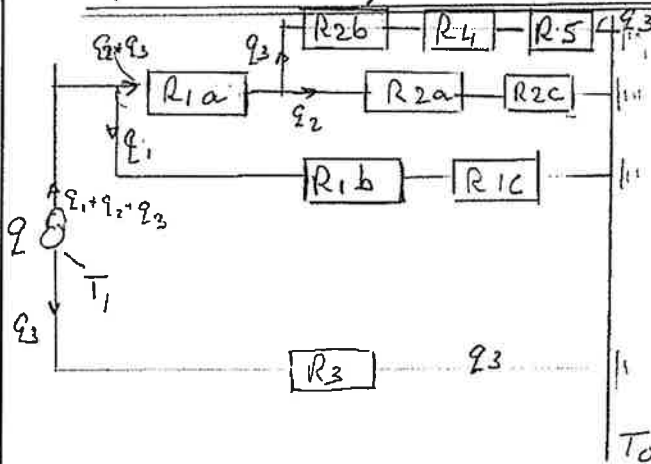 R2b R4 R5 q3
q2+q3 q3
R1a q2 R2a R2c
q1
R1b R1c
q1+q2+q3
q
T1
q3
R3 q3
T0